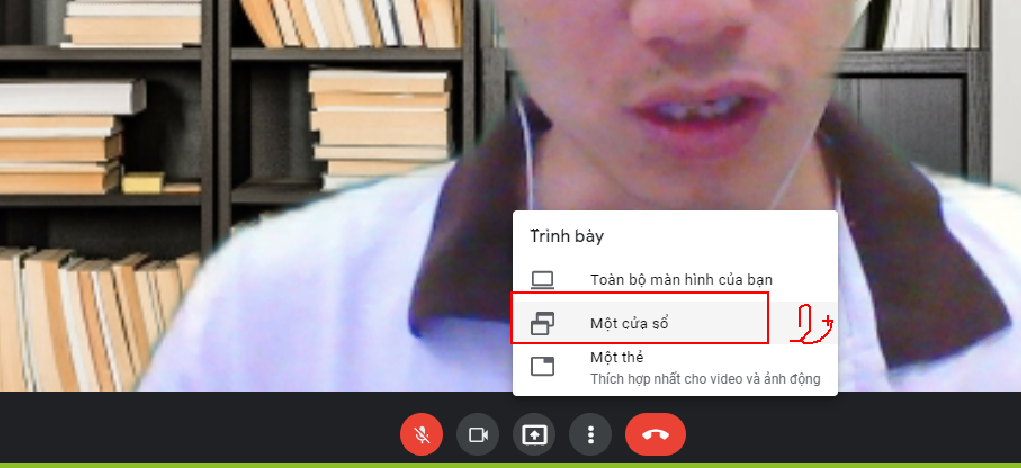 Trình bày
Toàn bộ màn hình của bạn
Một cửa sổ
Một thẻ
Thích hợp nhất cho video và ảnh động